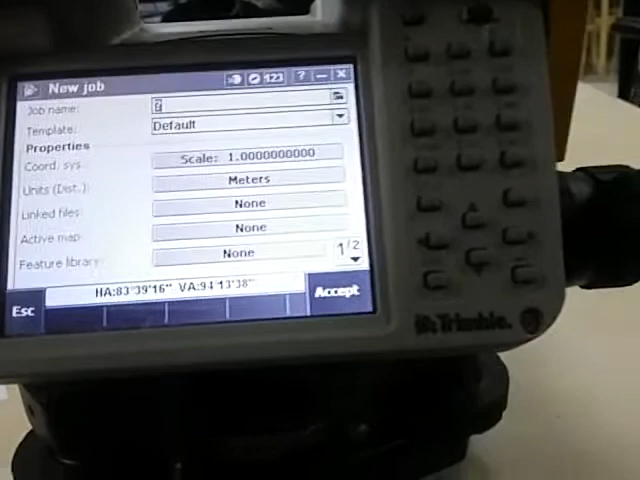 New job 123 ? — X
Job name:
Template: Default
Properties
Coord. sys. Scale: 1.0000000000
Units (Dist.): Meters
Linked files: None
Active map: None
Feature library: None 1/2
HA:83°39'16" VA:94°13'38"
Esc Accept
Trimble.